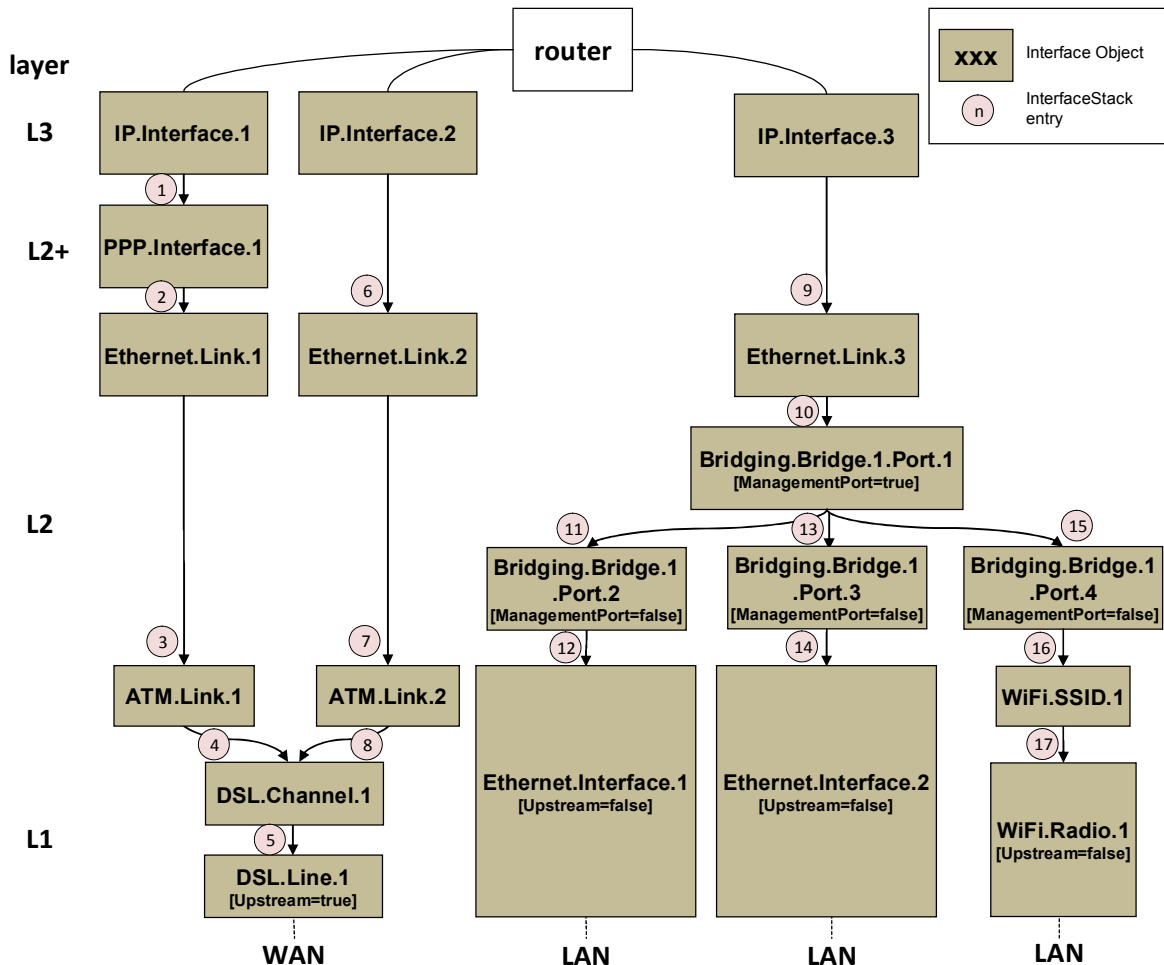 router
layer
xxx
Interface Object
n
InterfaceStack
entry
L3
IP.Interface.1
IP.Interface.2
IP.Interface.3
1
L2+
PPP.Interface.1
2
6
9
Ethernet.Link.1
Ethernet.Link.2
Ethernet.Link.3
10
Bridging.Bridge.1.Port.1
[ManagementPort=true]
L2
11
13
15
Bridging.Bridge.1
.Port.2
[ManagementPort=false]
Bridging.Bridge.1
.Port.3
[ManagementPort=false]
Bridging.Bridge.1
.Port.4
[ManagementPort=false]
3
7
12
14
16
ATM.Link.1
ATM.Link.2
WiFi.SSID.1
4
8
17
DSL.Channel.1
Ethernet.Interface.1
[Upstream=false]
Ethernet.Interface.2
[Upstream=false]
L1
5
WiFi.Radio.1
[Upstream=false]
DSL.Line.1
[Upstream=true]
WAN
LAN
LAN
LAN